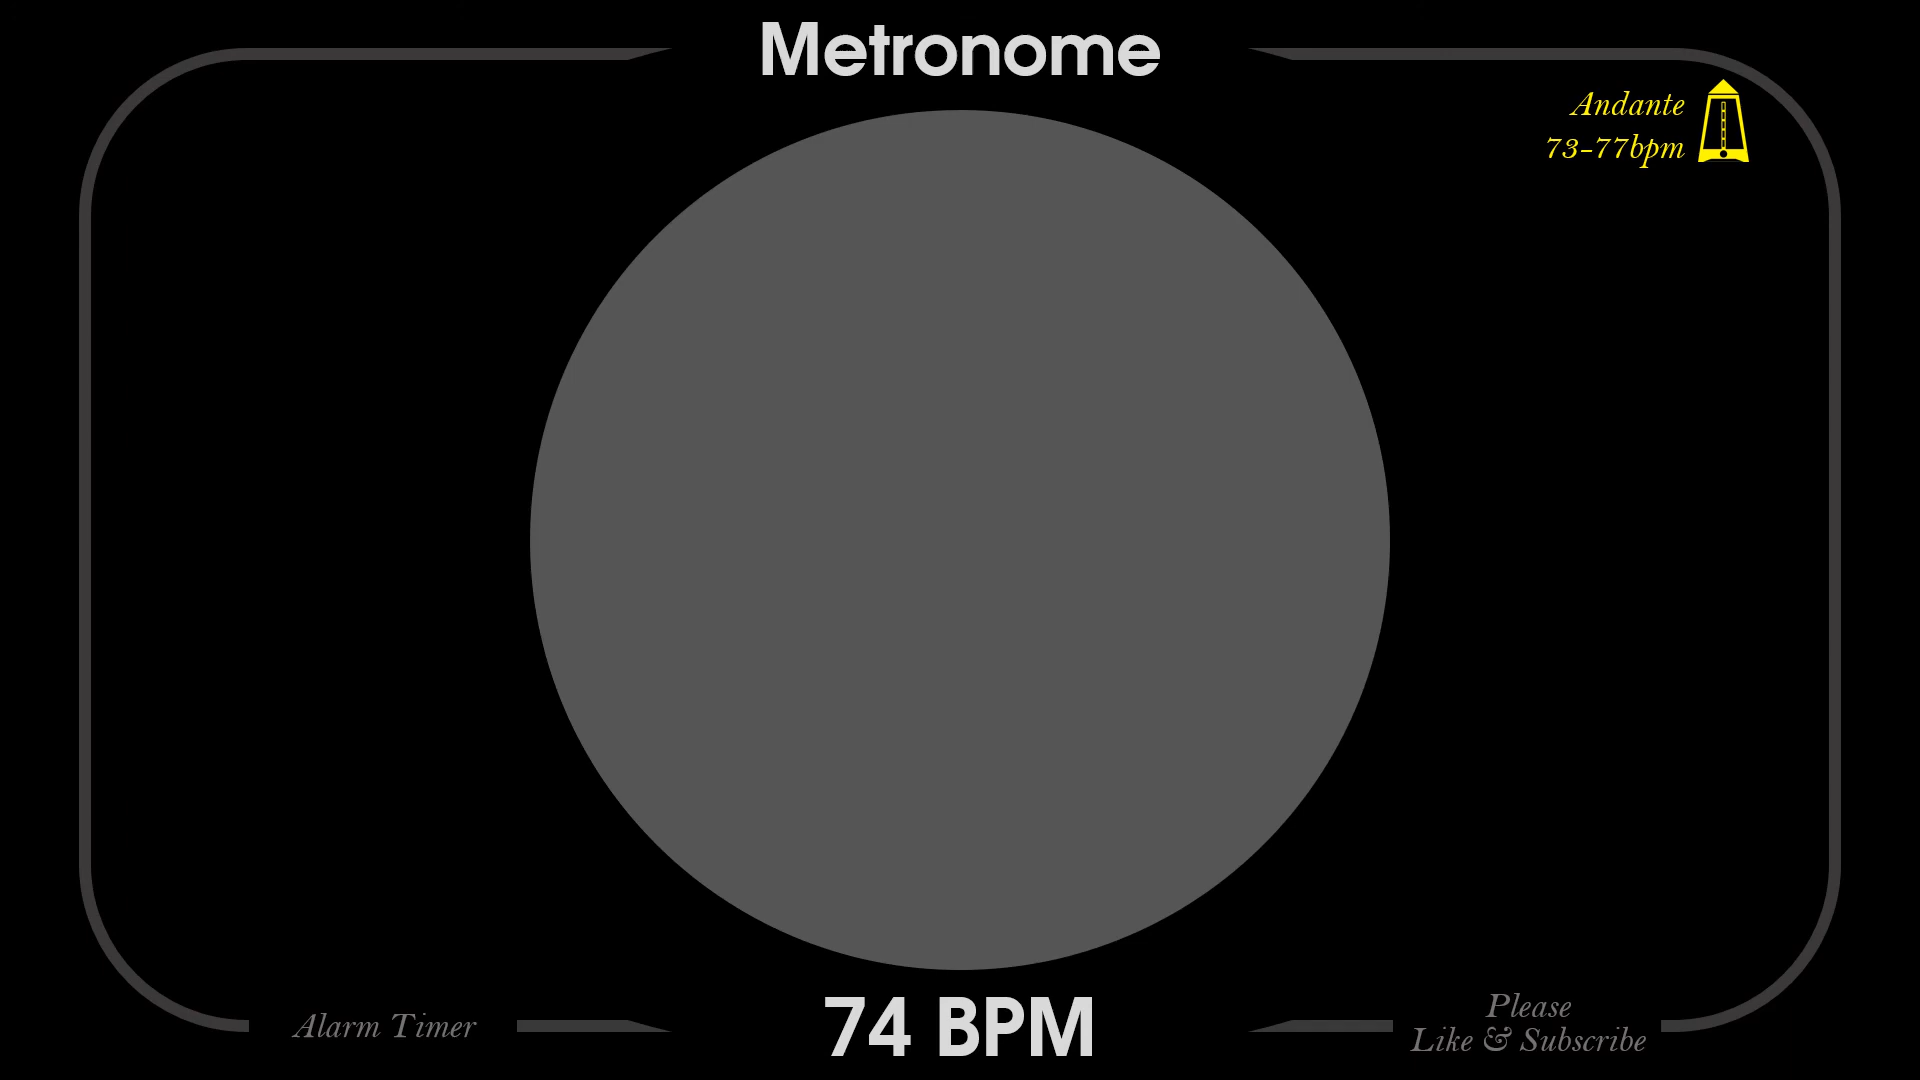 Metronome
Andante
73-77bpm
74 BPM
Alarm Timer
Please
Like & Subscribe